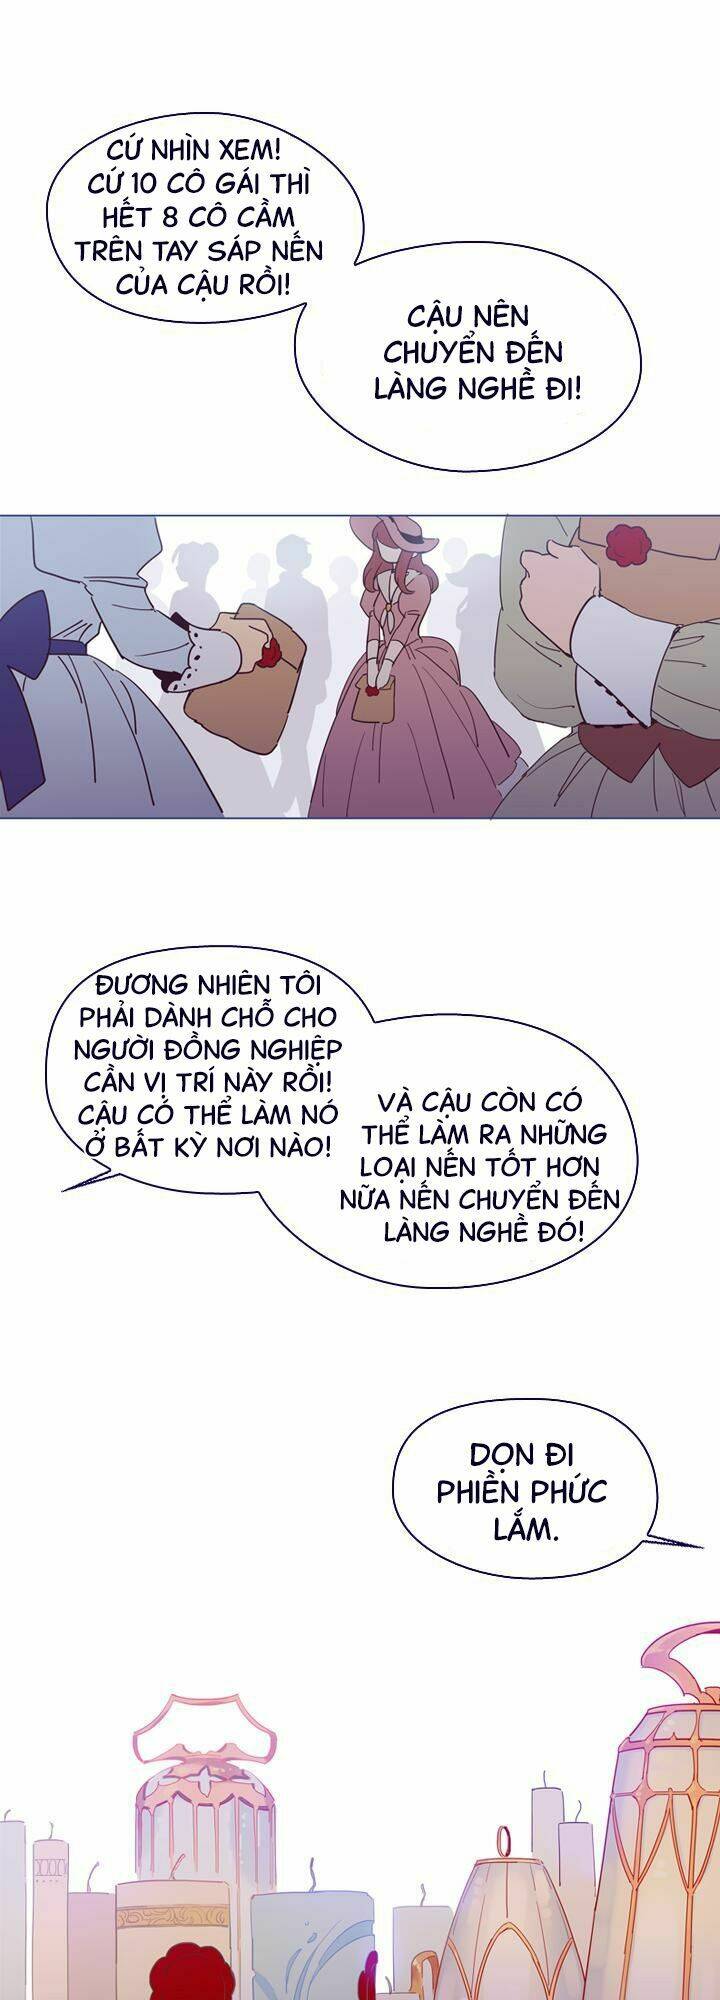 CỨ NHÌN XEM!
CỨ 10 CÔ GÁI THÌ
HẾT 8 CÔ CẦM
TRÊN TAY SÁP NẾN
CỦA CẬU RỒI!
CẬU NÊN
CHUYỂN ĐẾN
LÀNG NGHỀ ĐI!
ĐƯƠNG NHIÊN TÔI
PHẢI DÀNH CHỖ CHO
NGƯỜI ĐỒNG NGHIỆP
CẦN VỊ TRÍ NÀY RỒI!
CẬU CÓ THỂ LÀM NÓ
Ở BẤT KỲ NƠI NÀO!
VÀ CẬU CÒN CÓ
THỂ LÀM RA NHỮNG
LOẠI NẾN TỐT HƠN
NỮA NẾN CHUYỂN ĐẾN
LÀNG NGHỀ ĐÓ!
DỌN ĐI
PHIỀN PHỨC
LẮM.